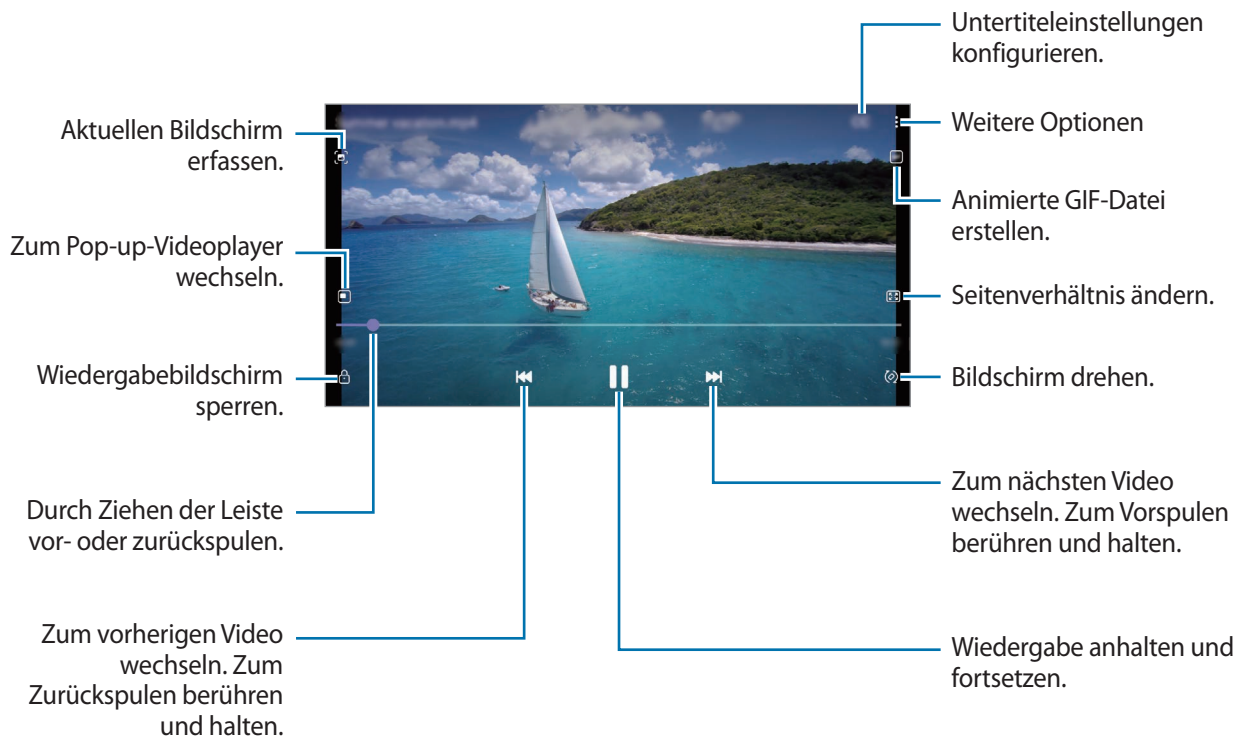 Untertiteleinstellungen
konfigurieren.
Aktuellen Bildschirm
erfassen.
Weitere Optionen
Animierte GIF-Datei
erstellen.
Zum Pop-up-Videoplayer
wechseln.
Seitenverhältnis ändern.
Wiedergabebildschirm
sperren.
Bildschirm drehen.
Durch Ziehen der Leiste
vor- oder zurückspulen.
Zum nächsten Video
wechseln. Zum Vorspulen
berühren und halten.
Zum vorherigen Video
wechseln. Zum
Zurückspulen berühren
und halten.
Wiedergabe anhalten und
fortsetzen.